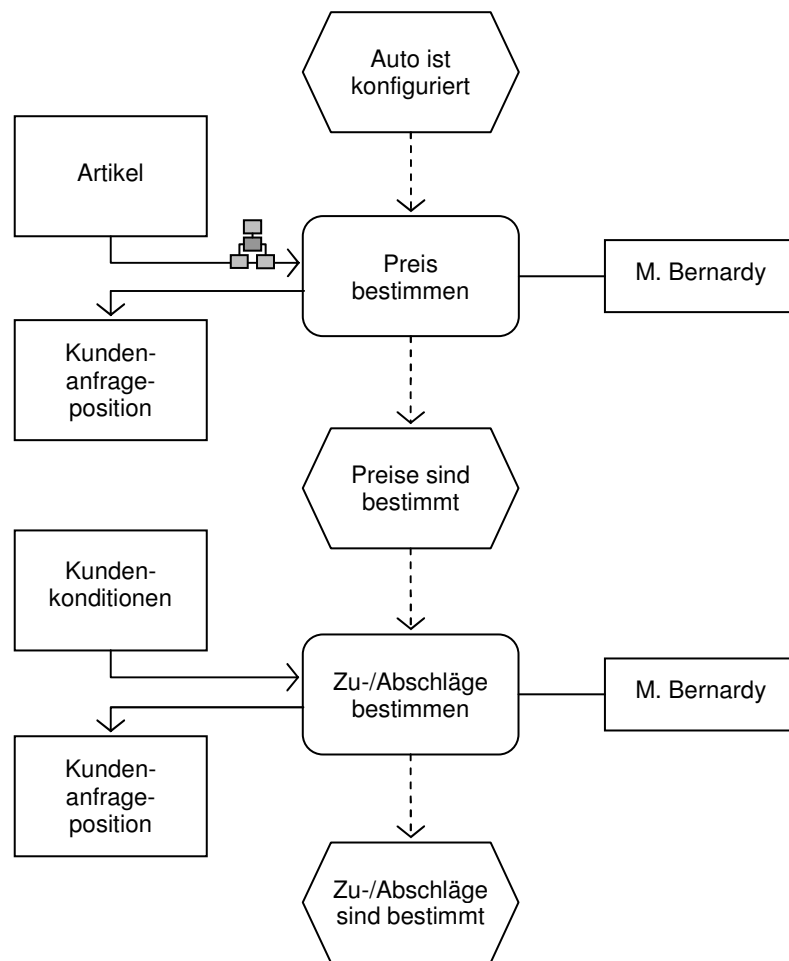 Auto ist
konfiguriert
Artikel
Preis
bestimmen
M. Bernardy
Kunden-
anfrage-
position
Preise sind
bestimmt
Kunden-
konditionen
Zu-/Abschläge
bestimmen
M. Bernardy
Kunden-
anfrage-
position
Zu-/Abschläge
sind bestimmt